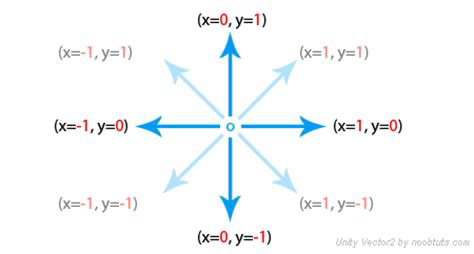 (x=0, y=1)
(x=-1, y=1)
(x=1, y=1)
(x=-1, y=0)
o
(x=1, y=0)
(x=-1, y=-1)
(x=1, y=-1)
(x=0, y=-1)
Unity Vector2 by noobtuts.com